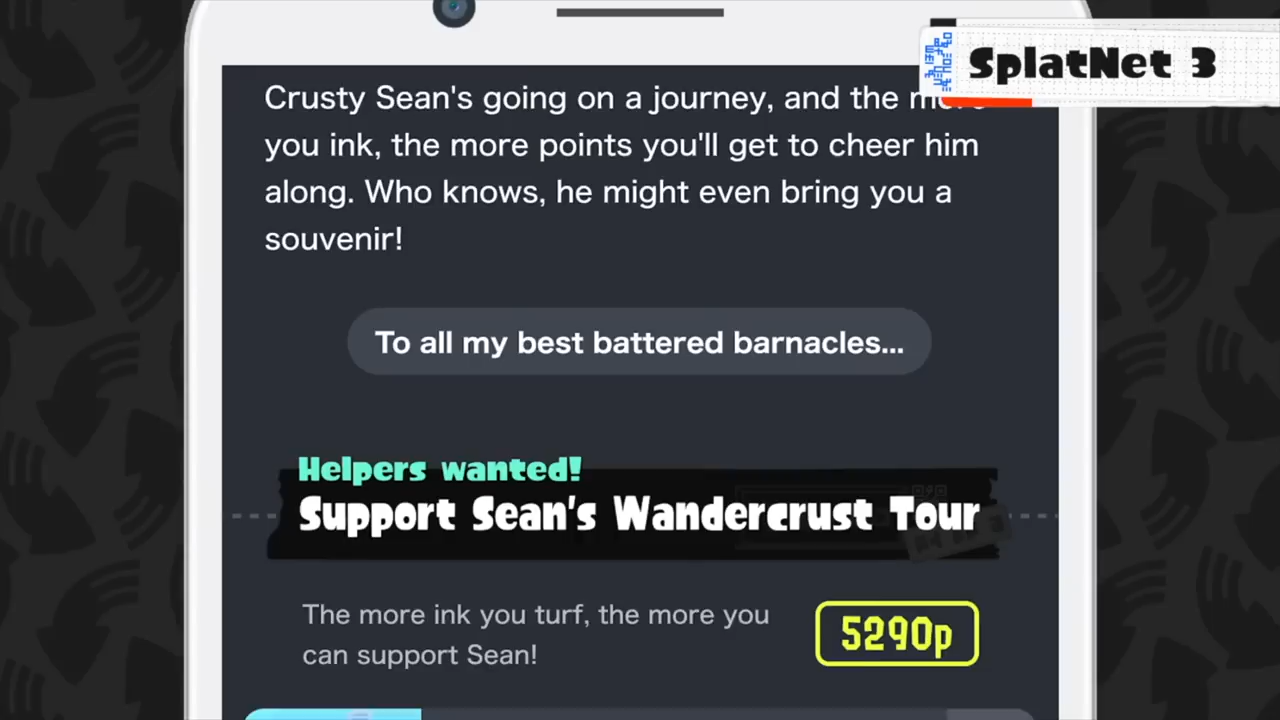 SplatNet 3
Crusty Sean's going on a journey, and the more
you ink, the more points you'll get to cheer him
along. Who knows, he might even bring you a
souvenir!
To all my best battered barnacles...
Helpers wanted!
Support Sean's Wandercrust Tour
The more ink you turf, the more you
can support Sean!
5290p